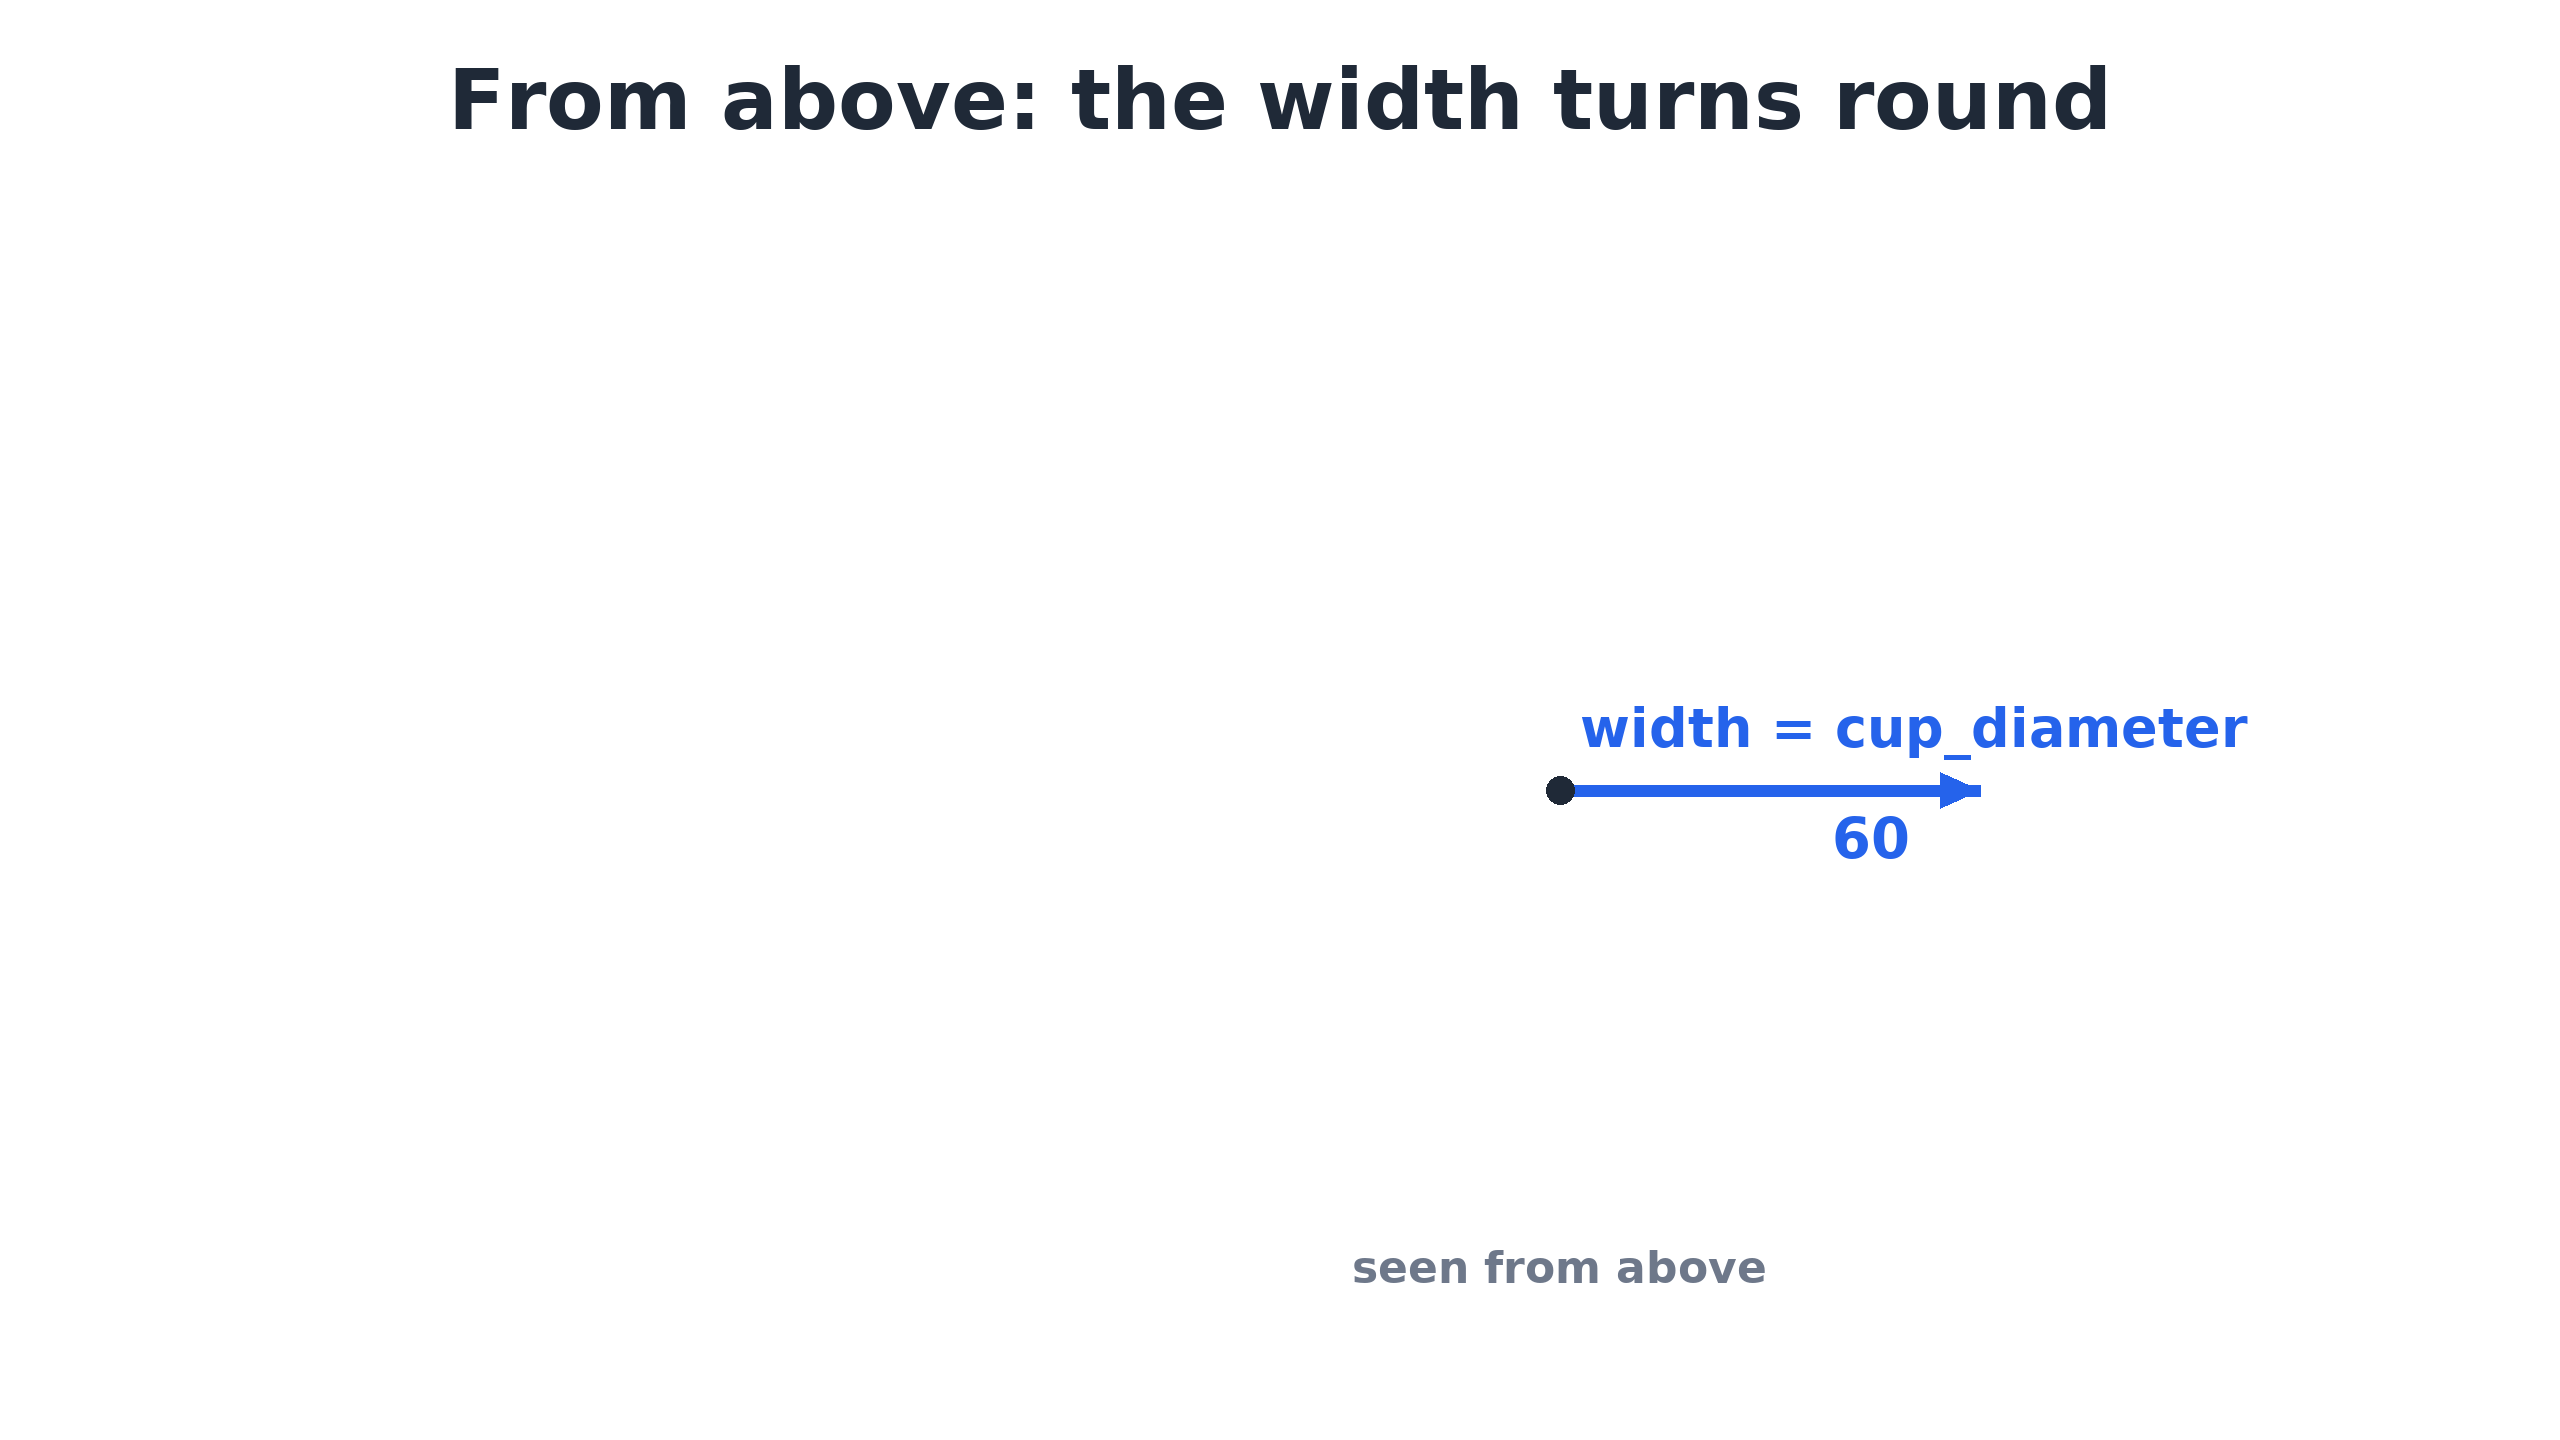 From above: the width turns round
width = cup_diameter
60
seen from above